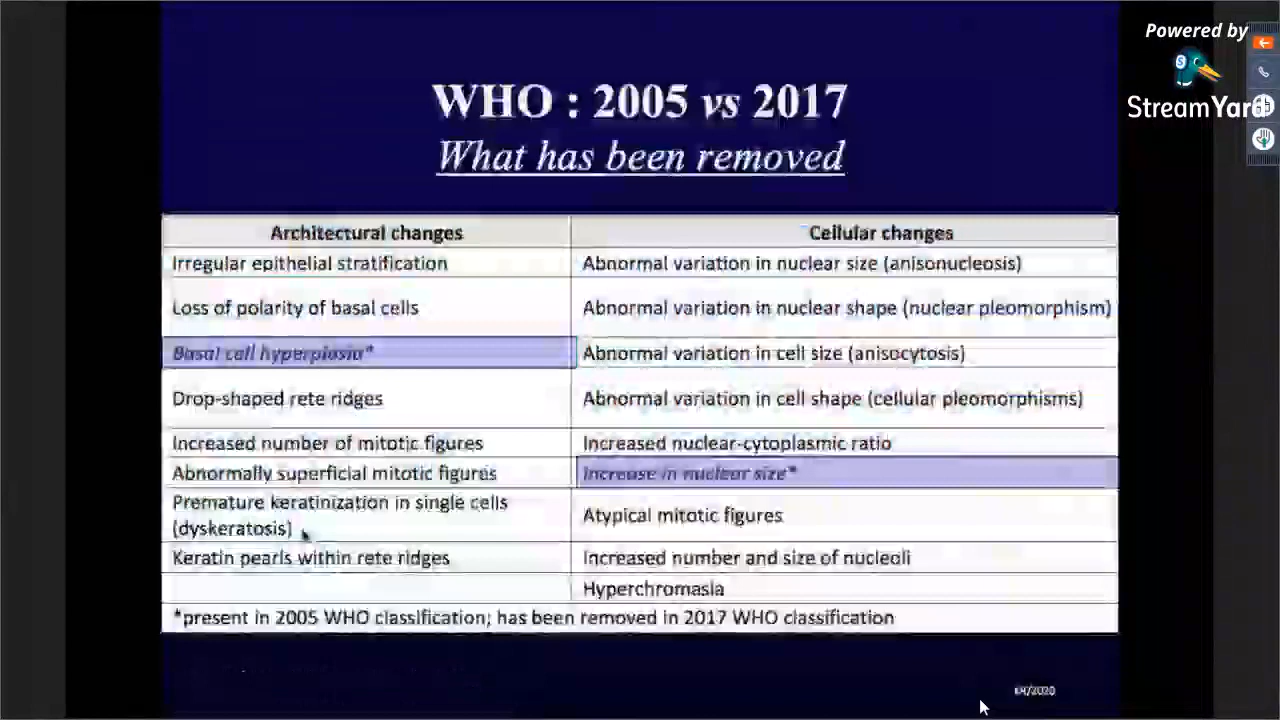 Powered by
StreamYard
WHO : 2005 vs 2017
What has been removed
Architectural changes
Cellular changes
Irregular epithelial stratification
Abnormal variation in nuclear size (anisonucleosis)
Loss of polarity of basal cells
Abnormal variation in nuclear shape (nuclear pleomorphism)
Basal cell hyperplasia*
Abnormal variation in cell size (anisocytosis)
Drop-shaped rete ridges
Abnormal variation in cell shape (cellular pleomorphisms)
Increased number of mitotic figures
Increased nuclear-cytoplasmic ratio
Abnormally superficial mitotic figures
Increase in nuclear size*
Premature keratinization in single cells
(dyskeratosis)
Atypical mitotic figures
Keratin pearls within rete ridges
Increased number and size of nucleoli
Hyperchromasia
*present in 2005 WHO classification; has been removed in 2017 WHO classification